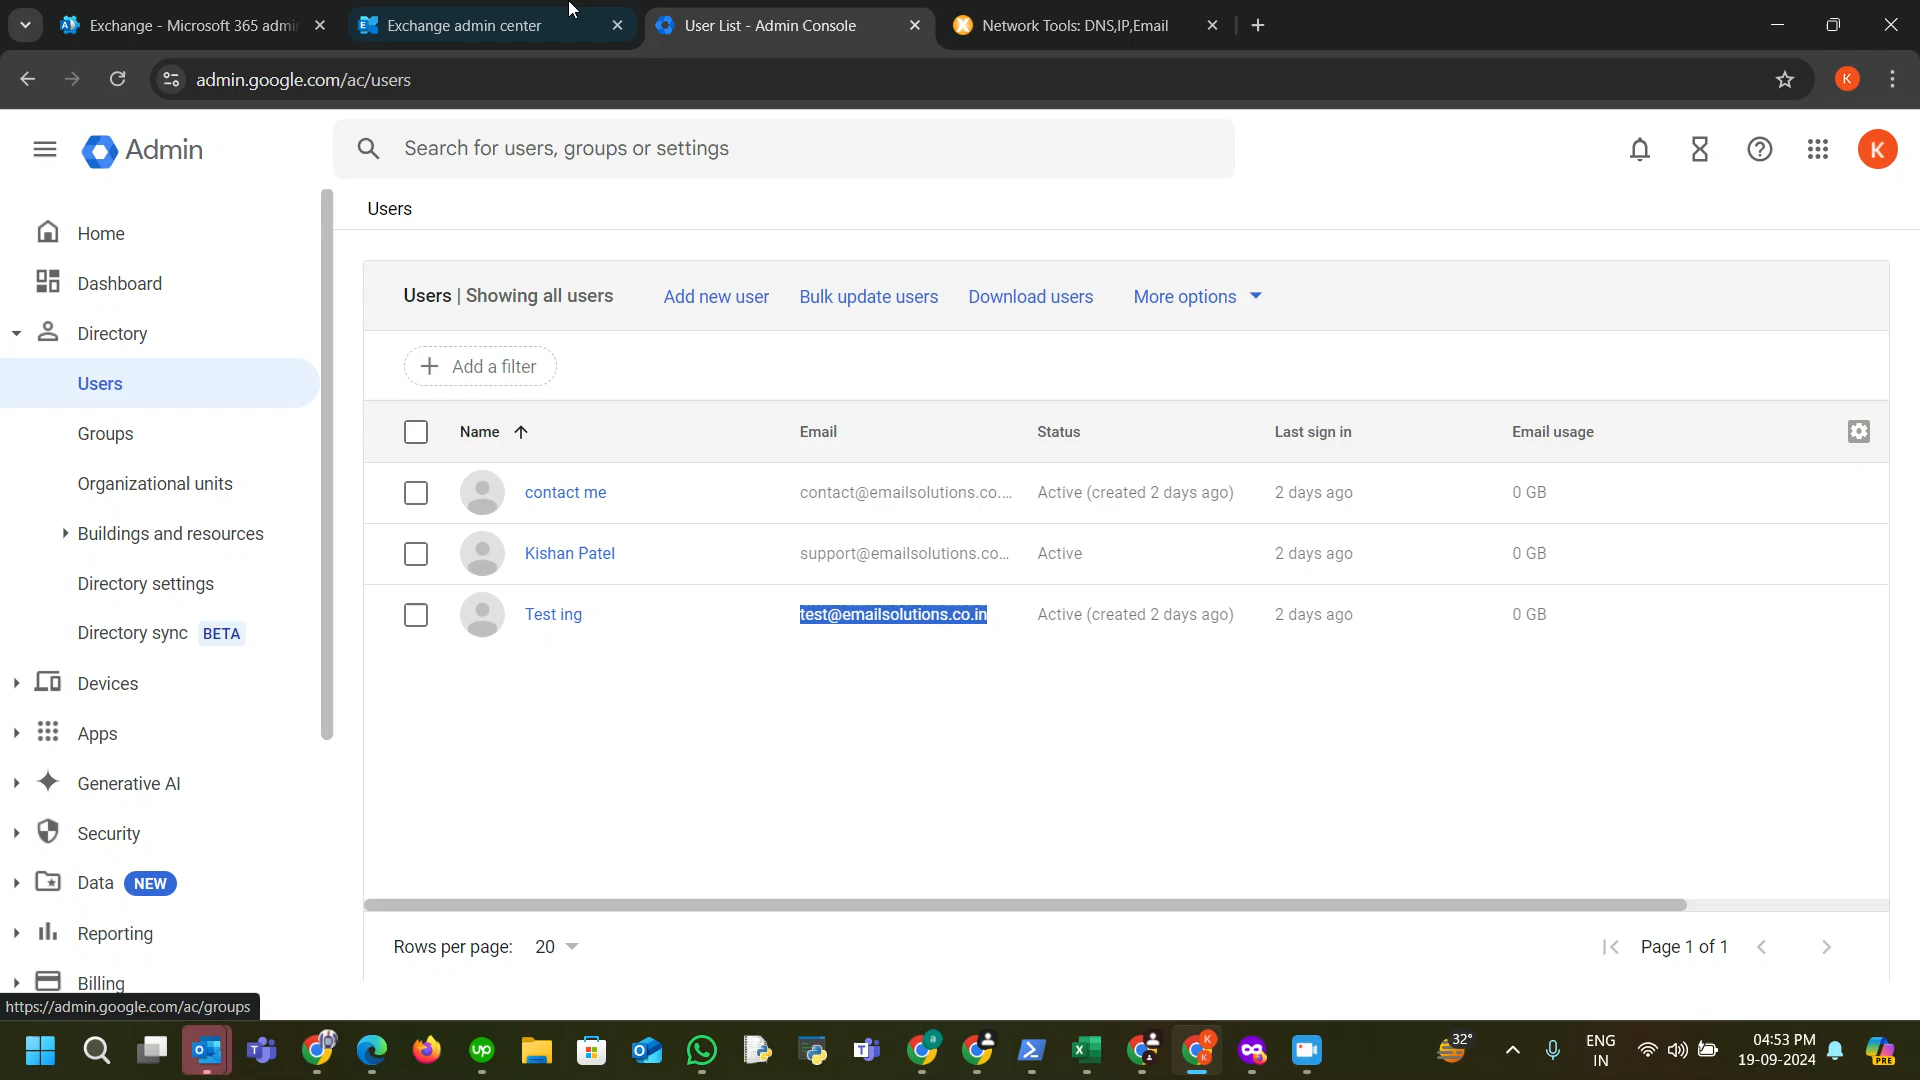 Exchange - Microsoft 365 admi
Exchange admin center
User List - Admin Console
Network Tools: DNS,IP,Email
admin.google.com/ac/users
K
Admin
Search for users, groups or settings
K
Home
Dashboard
Directory
Users
Groups
Organizational units
Buildings and resources
Directory settings
Directory sync BETA
Devices
Apps
Generative AI
Security
Data NEW
Reporting
Billing
https://admin.google.com/ac/groups
Users
Users | Showing all users
Add new user
Bulk update users
Download users
More options
Add a filter
Name Email Status Last sign in Email usage
contact me contact@emailsolutions.co.... Active (created 2 days ago) 2 days ago 0 GB
Kishan Patel support@emailsolutions.co... Active 2 days ago 0 GB
Test ing test@emailsolutions.co.in Active (created 2 days ago) 2 days ago 0 GB
Rows per page: 20
Page 1 of 1
32°
ENG
IN
04:53 PM
19-09-2024
PRE